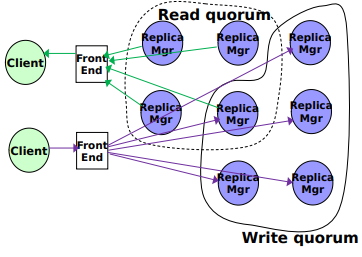 Read quorum
Replica
Mgr
Replica
Mgr
Replica
Mgr
Client
Front
End
Replica
Mgr
Replica
Mgr
Replica
Mgr
Client
Front
End
Replica
Mgr
Replica
Mgr
Write quorum